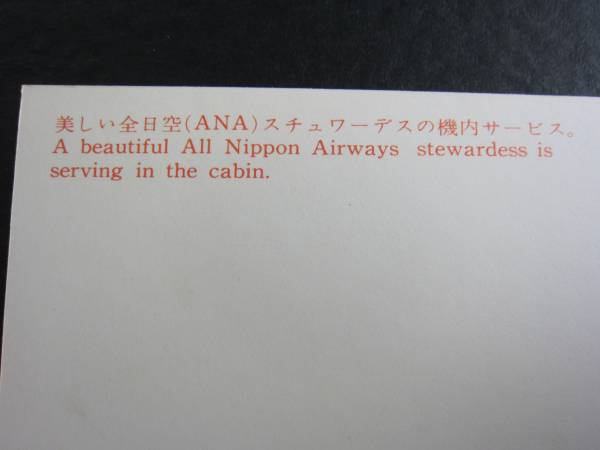 美しい全日空(ANA)スチュワーデスの機内サービス。
A beautiful All Nippon Airways stewardess is
serving in the cabin.